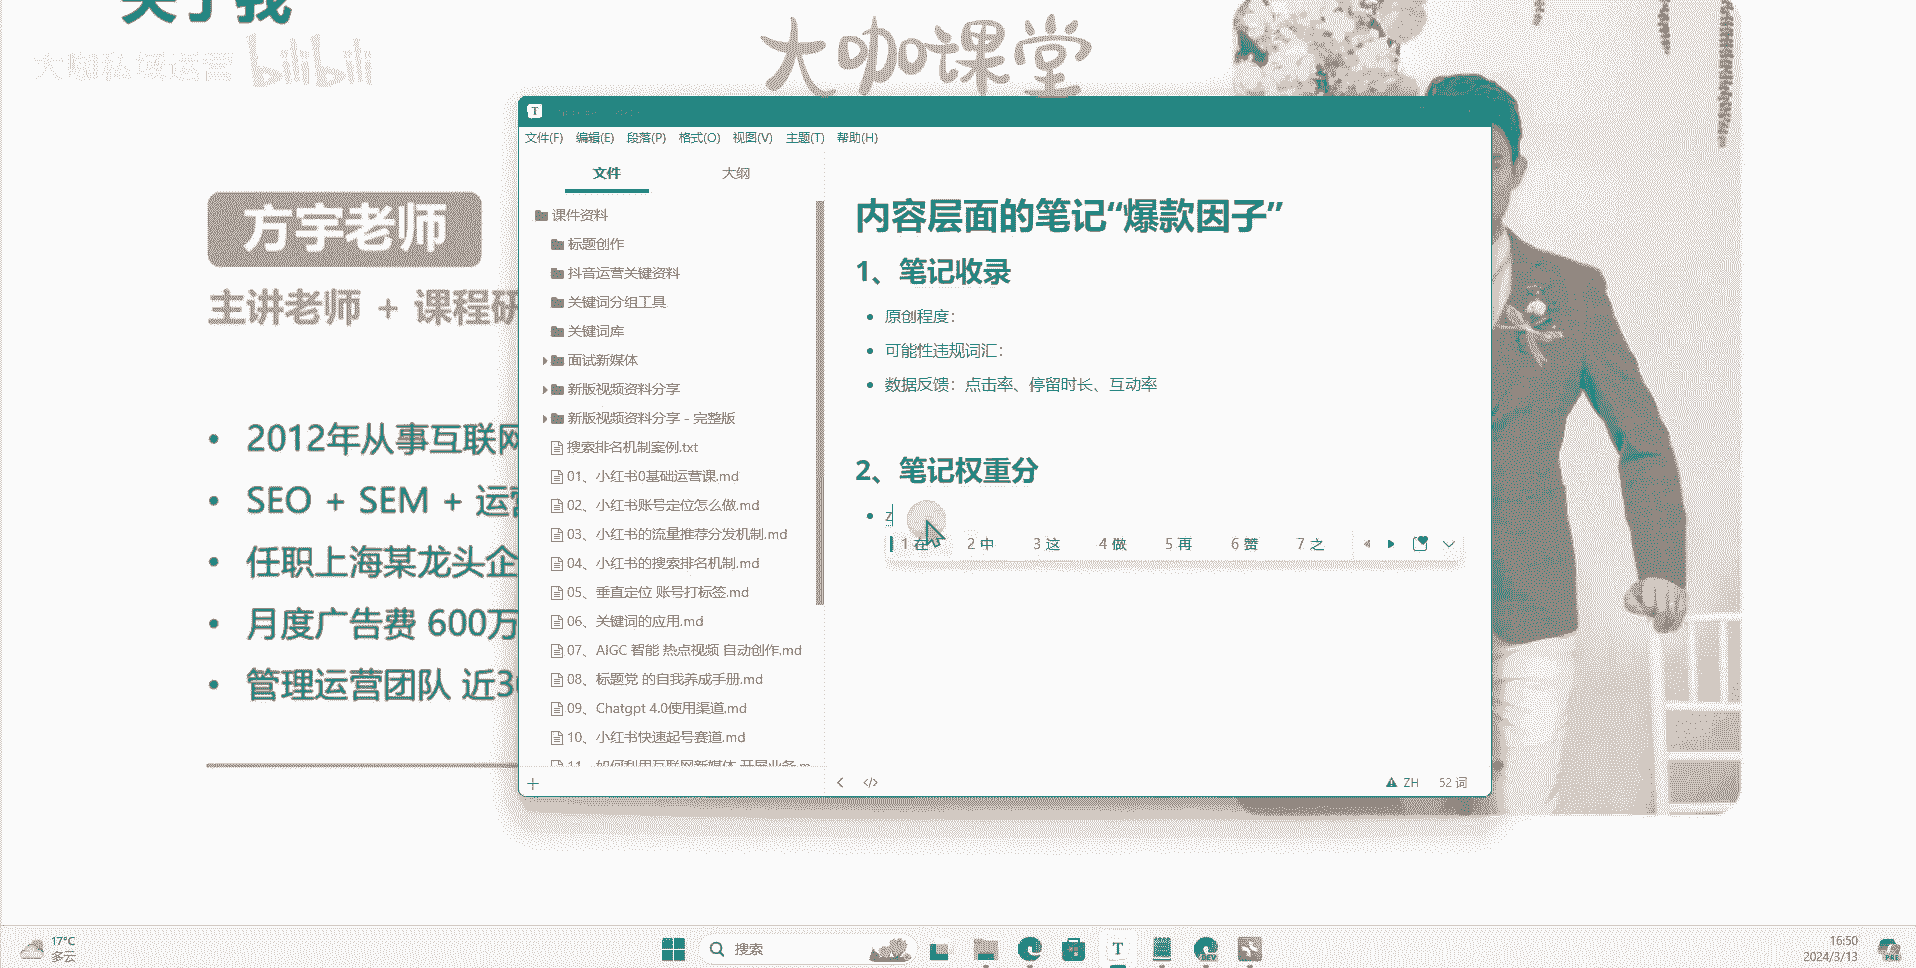 关于我
大咖私域运营 bilibili
大咖课堂
方宇老师
主讲老师 + 课程研
2012年从事互联网
SEO + SEM + 运营
任职上海某龙头企
月度广告费 600万
管理运营团队 近30
T
文件(F) 编辑(E) 段落(P) 格式(O) 视图(V) 主题(T) 帮助(H)
文件 大纲
课件资料
标题创作
抖音运营关键资料
关键词分组工具
关键词库
面试新媒体
新版视频资料分享
新版视频资料分享 - 完整版
搜索排名机制案例.txt
01、小红书0基础运营课.md
02、小红书账号定位怎么做.md
03、小红书的流量推荐分发机制.md
04、小红书的搜索排名机制.md
05、垂直定位 账号打标签.md
06、关键词的应用.md
07、AIGC 智能 热点视频 自动创作.md
08、标题党 的自我养成手册.md
09、Chatgpt 4.0使用渠道.md
10、小红书快速起号赛道.md
11、如何利用互联网新媒体 开展业务.m
内容层面的笔记“爆款因子”
1、笔记收录
原创程度：
可能性违规词汇：
数据反馈：点击率、停留时长、互动率
2、笔记权重分
z
1 在 2 中 3 这 4 做 5 再 6 赞 7 之
ZH 52 词
17°C
多云
搜索
T
DEV
16:50
2024/3/13
PRE